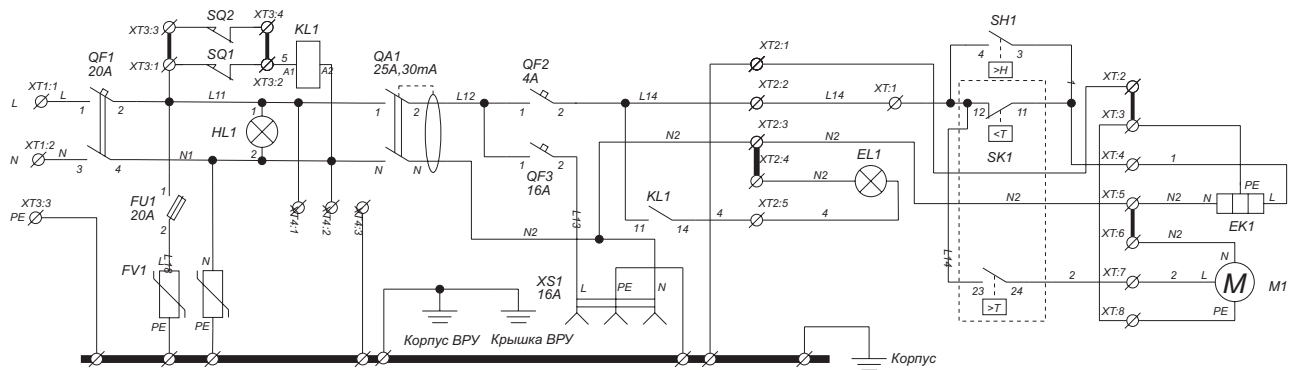 SQ2
XT3:4
XT3:3
KL1
SQ1
5
XT3:1
A1
A2
XT3:2
QF1
20A
XT1:1
L
L
1
2
L11
XT1:2
N
N
3
4
N1
1
HL1
2
QA1
25A,30mA
1
2
N
N
L12
QF2
4A
1
2
L14
1
2
QF3
16A
XT2:1
XT2:2
L14
XT:1
XT2:3
N2
N2
XT2:4
N2
EL1
KL1
11
14
4
XT2:5
4
SH1
4
3
>H
1
12
11
<T
SK1
L14
23
24
>T
N2
2
XT:2
XT:3
XT:4
1
PE
XT:5
N2
N
L
EK1
XT:6
N2
N
XT:7
2
L
M
M1
XT:8
PE
XT3:3
PE
1
FU1
20A
2
L18
L
FV1
PE
N
PE
XT4:1
XT4:2
XT4:3
N2
L13
XS1
16A
L
PE
N
Корпус ВРУ
Крышка ВРУ
Корпус